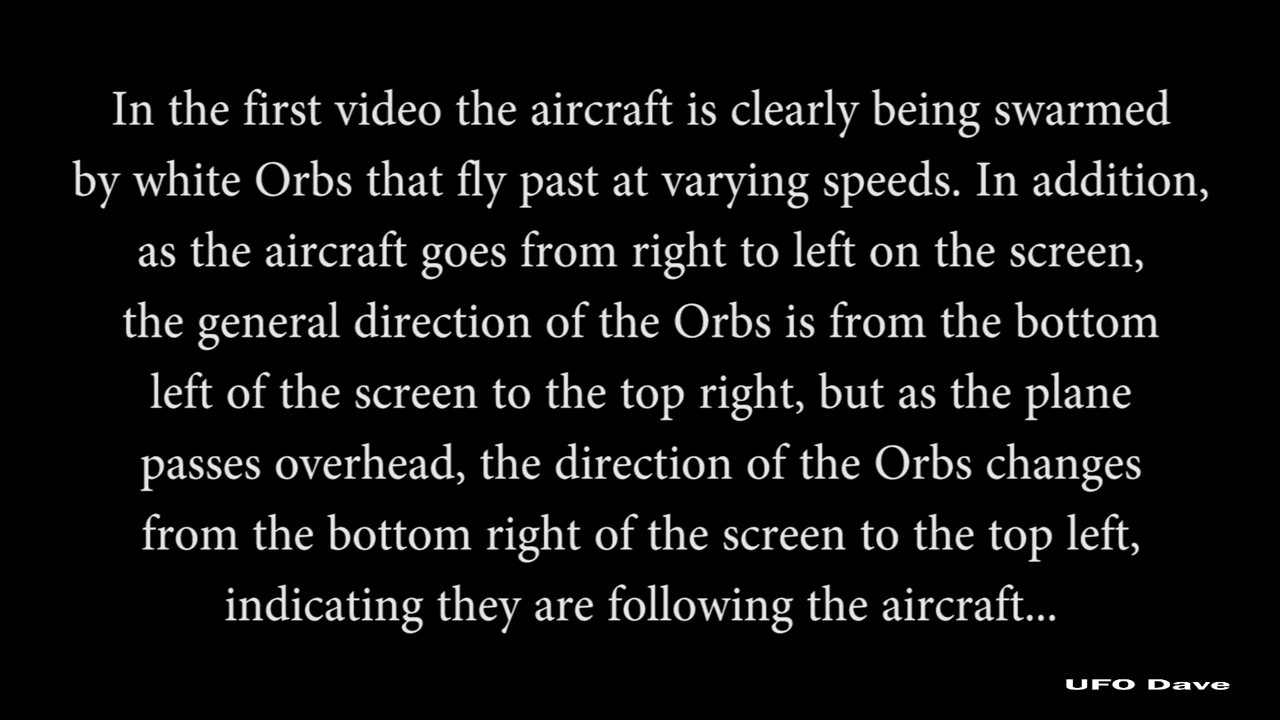 In the first video the aircraft is clearly being swarmed
by white Orbs that fly past at varying speeds. In addition,
as the aircraft goes from right to left on the screen,
the general direction of the Orbs is from the bottom
left of the screen to the top right, but as the plane
passes overhead, the direction of the Orbs changes
from the bottom right of the screen to the top left,
indicating they are following the aircraft...
UFO Dave